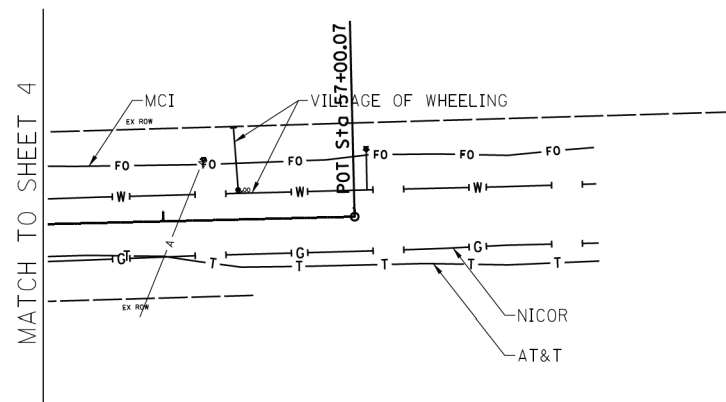 MATCH TO SHEET 4
MCI
VILLAGE OF WHEELING
POT Sta 57+00.07
EX ROW
FO FO FO FO FO FO
W W W
A
G G G
T T T T T T
EX ROW
NICOR
AT&T